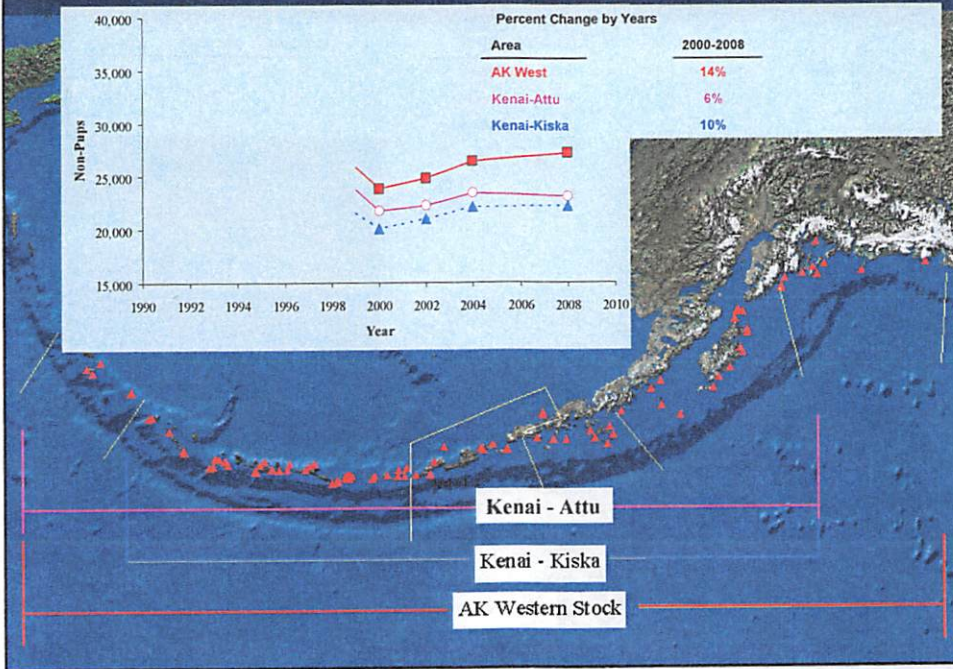 Percent Change by Years
Area 2000-2008
AK West 14%
Kenai-Attu 6%
Kenai-Kiska 10%
40,000
35,000
30,000
25,000
20,000
15,000
Non-Pups
1990 1992 1994 1996 1998 2000 2002 2004 2006 2008 2010
Year
Kenai - Attu
Kenai - Kiska
AK Western Stock